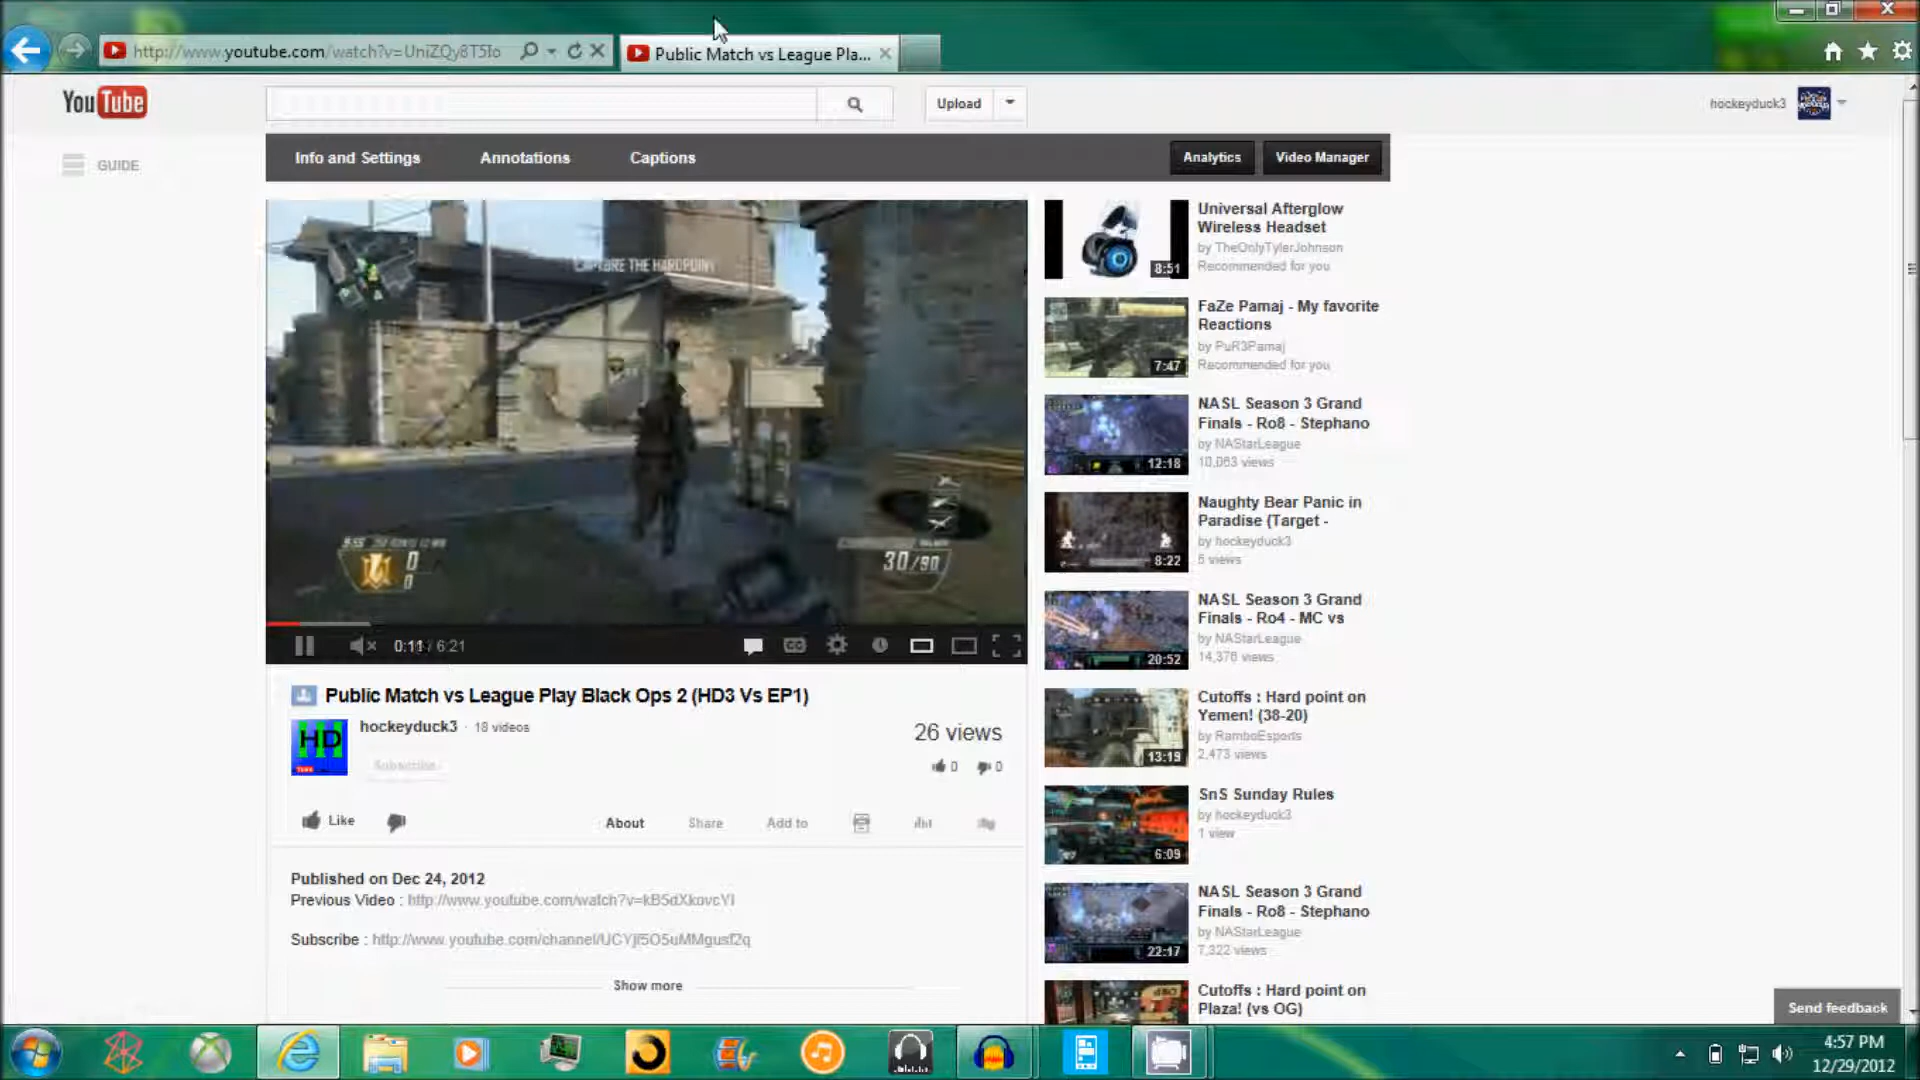 http://www.youtube.com/watch?v=UniZQy8T5Io
Public Match vs League Pla...
YouTube
Upload
hockeyduck3
GUIDE
Info and Settings
Annotations
Captions
Analytics
Video Manager
CAPTURE THE HARDPOINT
9:55
0
0
30/90
0:11 / 6:21
CC
Public Match vs League Play Black Ops 2 (HD3 Vs EP1)
HD
hockeyduck3 · 18 videos
Subscribe
26 views
0
0
Like
About
Share
Add to
Published on Dec 24, 2012
Previous Video : http://www.youtube.com/watch?v=kB5dXkovcYI
Subscribe : http://www.youtube.com/channel/UCYjf5O5uMMgusf2q
Show more
Universal Afterglow
Wireless Headset
by TheOnlyTylerJohnson
Recommended for you
8:51
FaZe Pamaj - My favorite
Reactions
by PuR3Pamaj
Recommended for you
7:47
NASL Season 3 Grand
Finals - Ro8 - Stephano
by NAStarLeague
10,063 views
12:18
Naughty Bear Panic in
Paradise (Target -
by hockeyduck3
5 views
8:22
NASL Season 3 Grand
Finals - Ro4 - MC vs
by NAStarLeague
14,376 views
20:52
Cutoffs : Hard point on
Yemen! (38-20)
by RamboEsports
2,473 views
13:19
SnS Sunday Rules
by hockeyduck3
1 view
6:09
NASL Season 3 Grand
Finals - Ro8 - Stephano
by NAStarLeague
7,322 views
22:17
Cutoffs : Hard point on
Plaza! (vs OG)
Send feedback
4:57 PM
12/29/2012